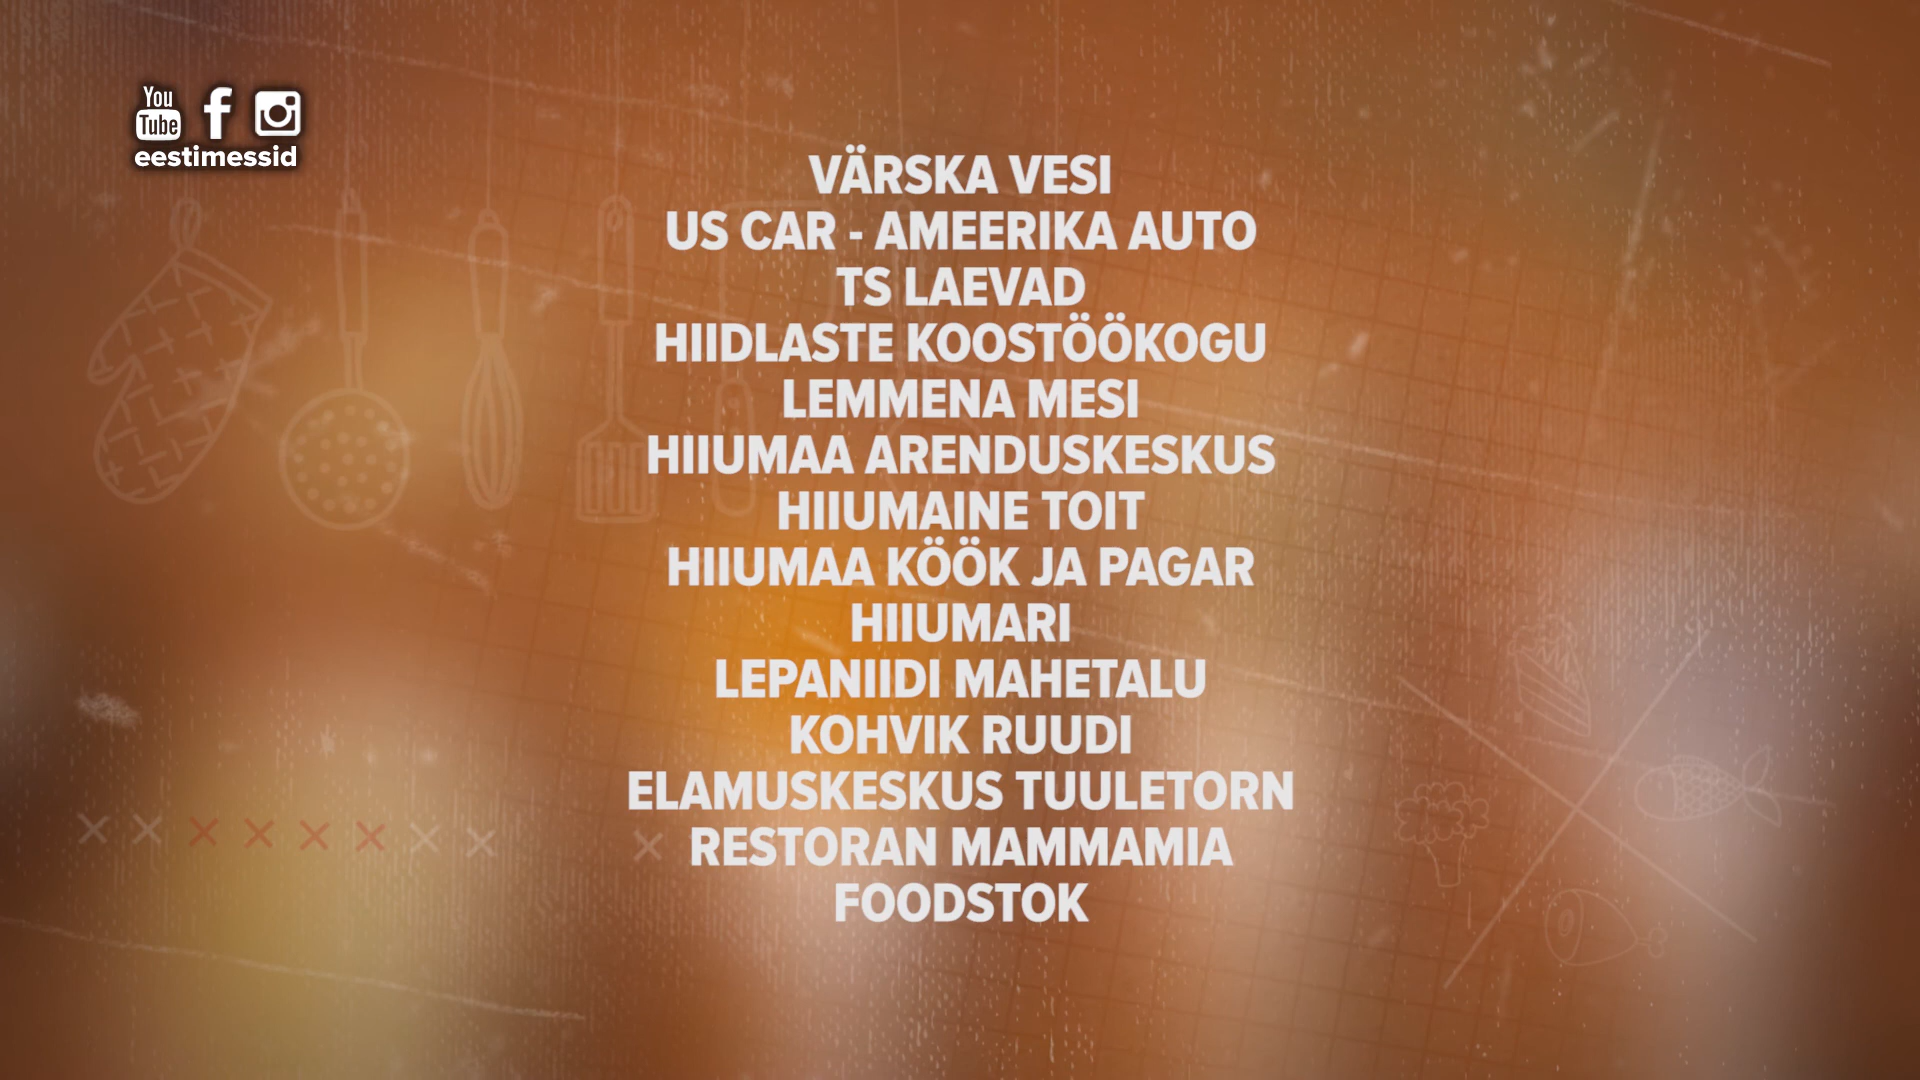 You
Tube
eestimessid
VÄRSKA VESI
US CAR - AMEERIKA AUTO
TS LAEVAD
HIIDLASTE KOOSTÖÖKOGU
LEMMENA MESI
HIIUMAA ARENDUSKESKUS
HIIUMAINE TOIT
HIIUMAA KÖÖK JA PAGAR
HIIUMARI
LEPANIIDI MAHETALU
KOHVIK RUUDI
ELAMUSKESKUS TUULETORN
RESTORAN MAMMAMIA
FOODSTOK